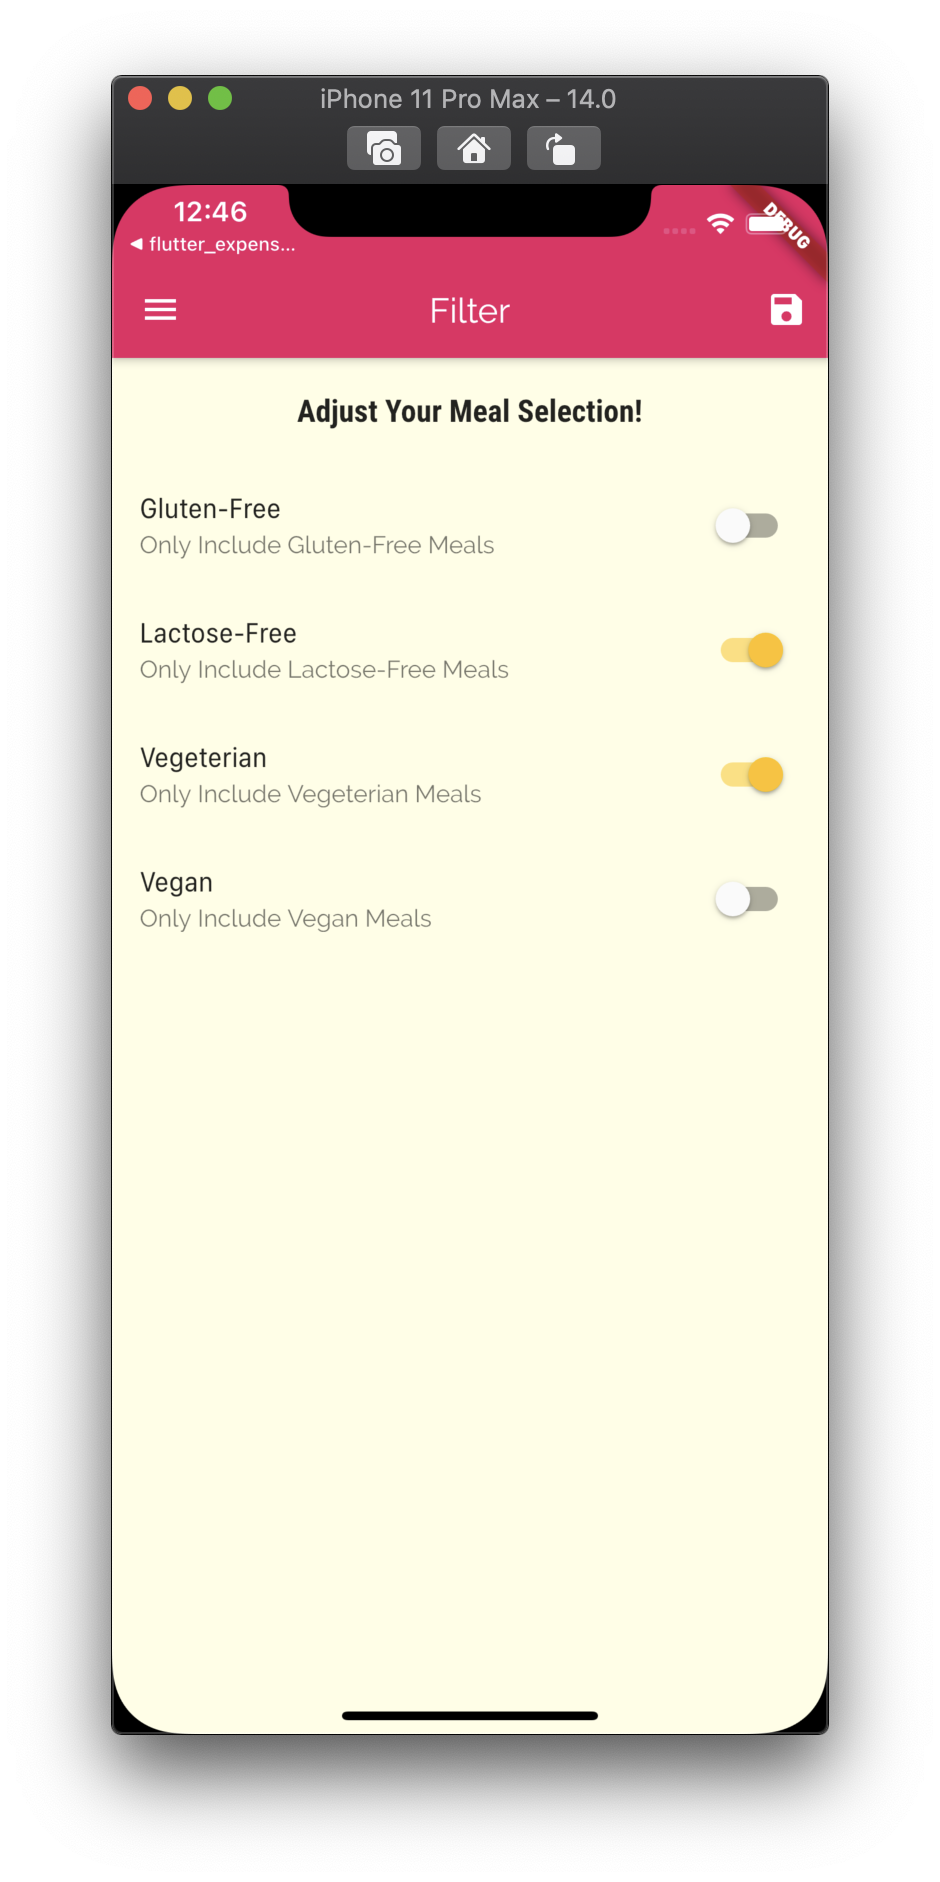 iPhone 11 Pro Max – 14.0
12:46
◀ flutter_expens...
DEBUG
Filter
Adjust Your Meal Selection!
Gluten-Free
Only Include Gluten-Free Meals
Lactose-Free
Only Include Lactose-Free Meals
Vegeterian
Only Include Vegeterian Meals
Vegan
Only Include Vegan Meals